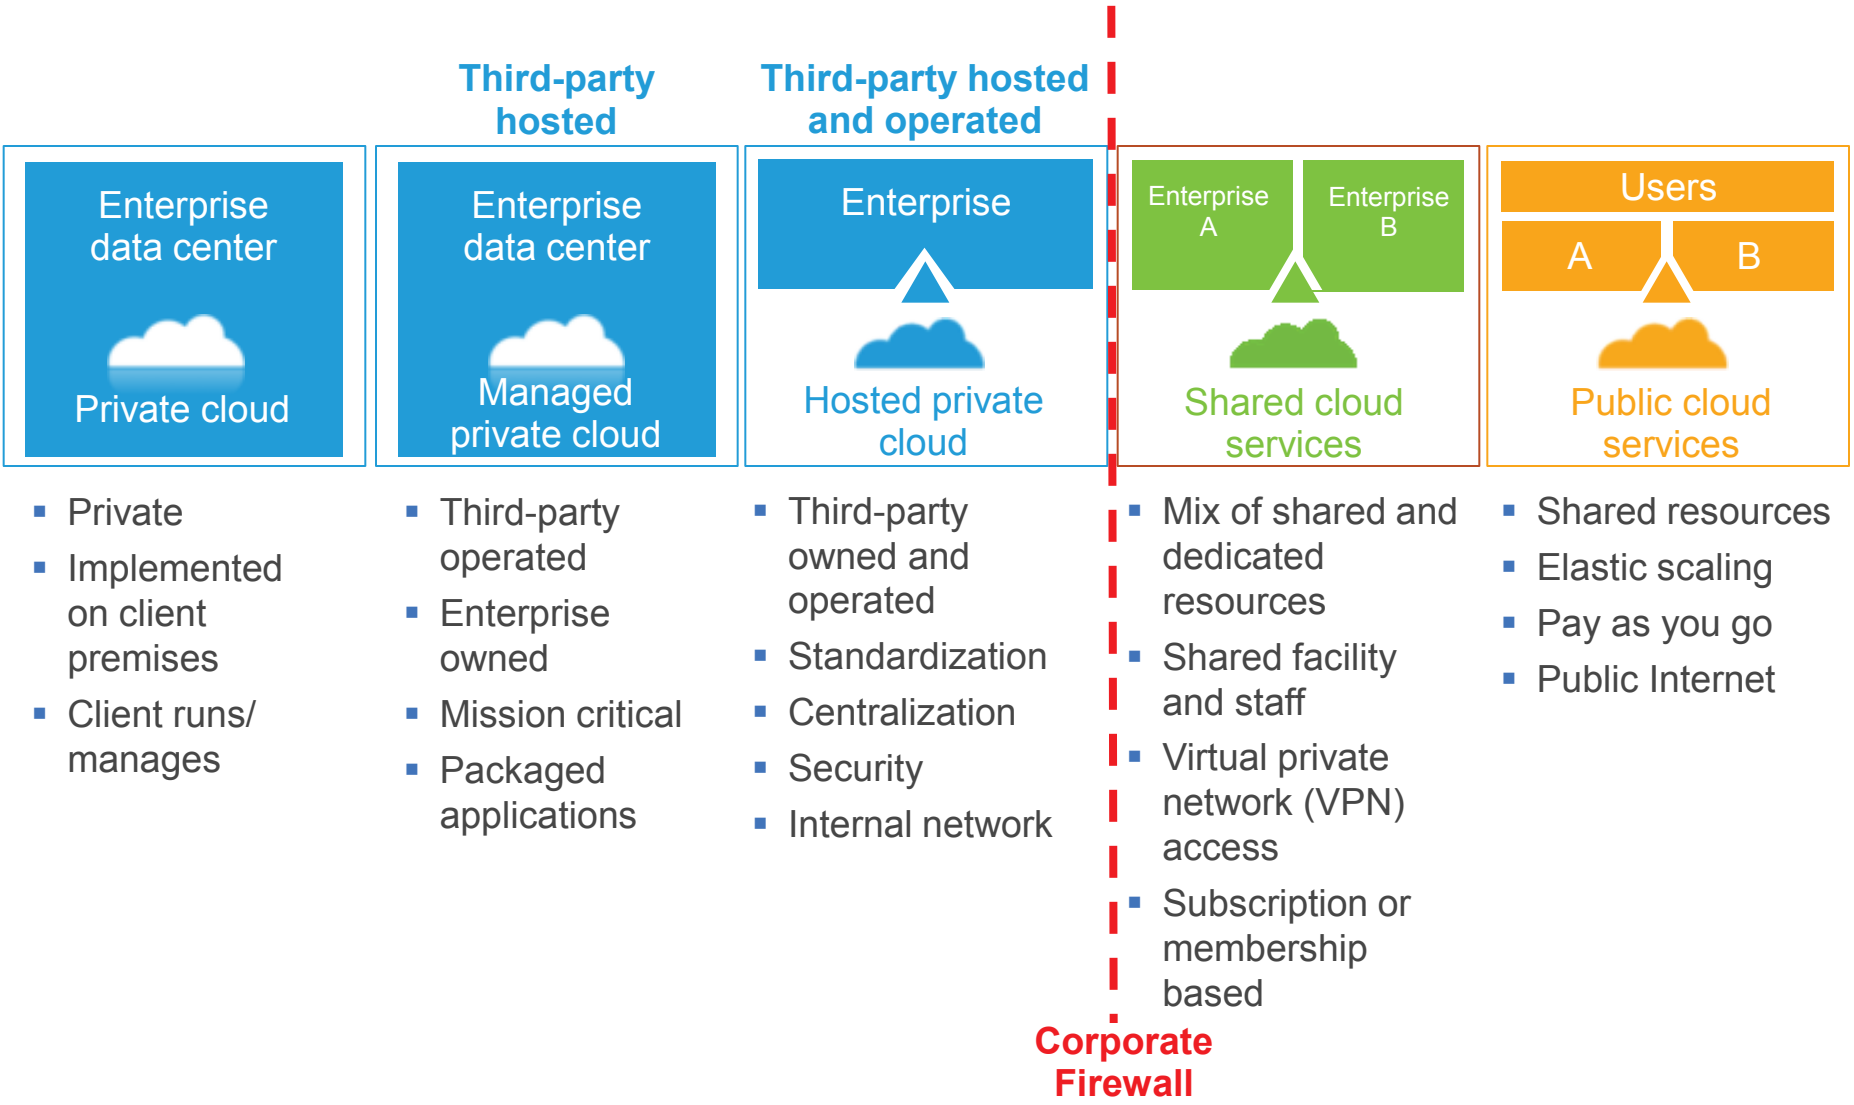 Third-party
hosted
Third-party hosted
and operated
Enterprise
data center
Private cloud
Enterprise
data center
Managed
private cloud
Enterprise
Hosted private
cloud
Enterprise
A
Enterprise
B
Shared cloud
services
Users
A
B
Public cloud
services
Private
Implemented
on client
premises
Client runs/
manages
Third-party
operated
Enterprise
owned
Mission critical
Packaged
applications
Third-party
owned and
operated
Standardization
Centralization
Security
Internal network
Mix of shared and
dedicated
resources
Shared facility
and staff
Virtual private
network (VPN)
access
Subscription or
membership
based
Shared resources
Elastic scaling
Pay as you go
Public Internet
Corporate
Firewall